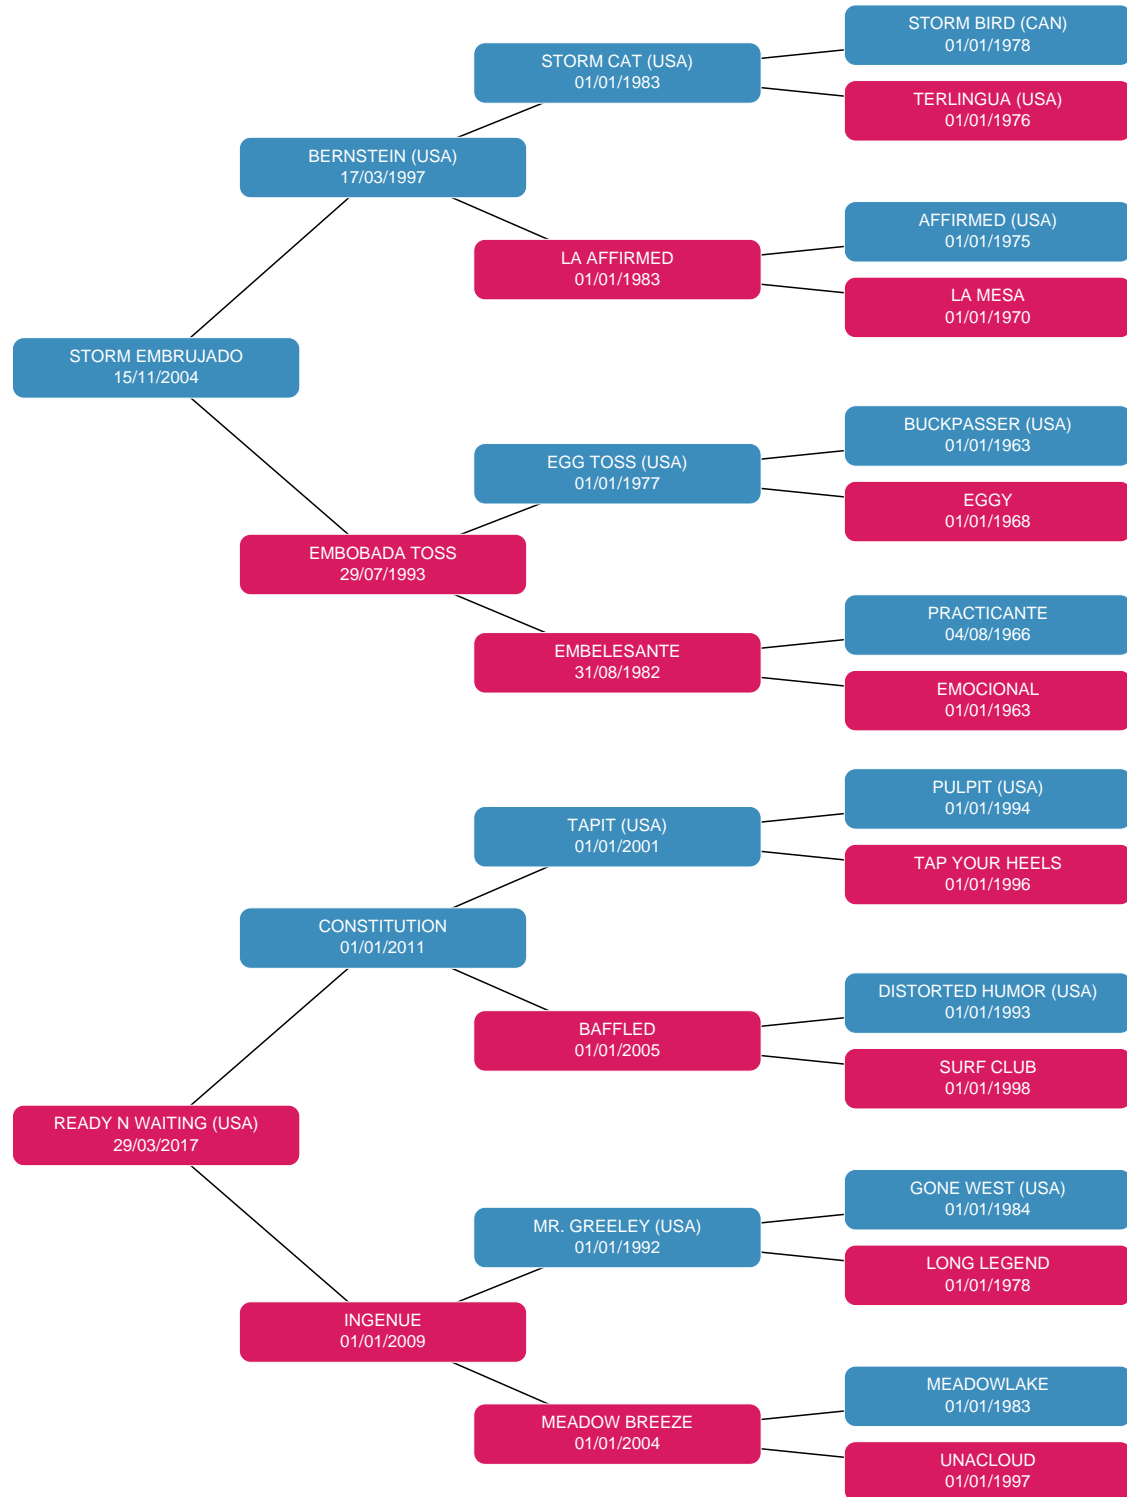 STORM BIRD (CAN)
01/01/1978
STORM CAT (USA)
01/01/1983
TERLINGUA (USA)
01/01/1976
BERNSTEIN (USA)
17/03/1997
AFFIRMED (USA)
01/01/1975
LA AFFIRMED
01/01/1983
LA MESA
01/01/1970
STORM EMBRUJADO
15/11/2004
BUCKPASSER (USA)
01/01/1963
EGG TOSS (USA)
01/01/1977
EGGY
01/01/1968
EMBOBADA TOSS
29/07/1993
PRACTICANTE
04/08/1966
EMBELESANTE
31/08/1982
EMOCIONAL
01/01/1963
PULPIT (USA)
01/01/1994
TAPIT (USA)
01/01/2001
TAP YOUR HEELS
01/01/1996
CONSTITUTION
01/01/2011
DISTORTED HUMOR (USA)
01/01/1993
BAFFLED
01/01/2005
SURF CLUB
01/01/1998
READY N WAITING (USA)
29/03/2017
GONE WEST (USA)
01/01/1984
MR. GREELEY (USA)
01/01/1992
LONG LEGEND
01/01/1978
INGENUE
01/01/2009
MEADOWLAKE
01/01/1983
MEADOW BREEZE
01/01/2004
UNACLOUD
01/01/1997